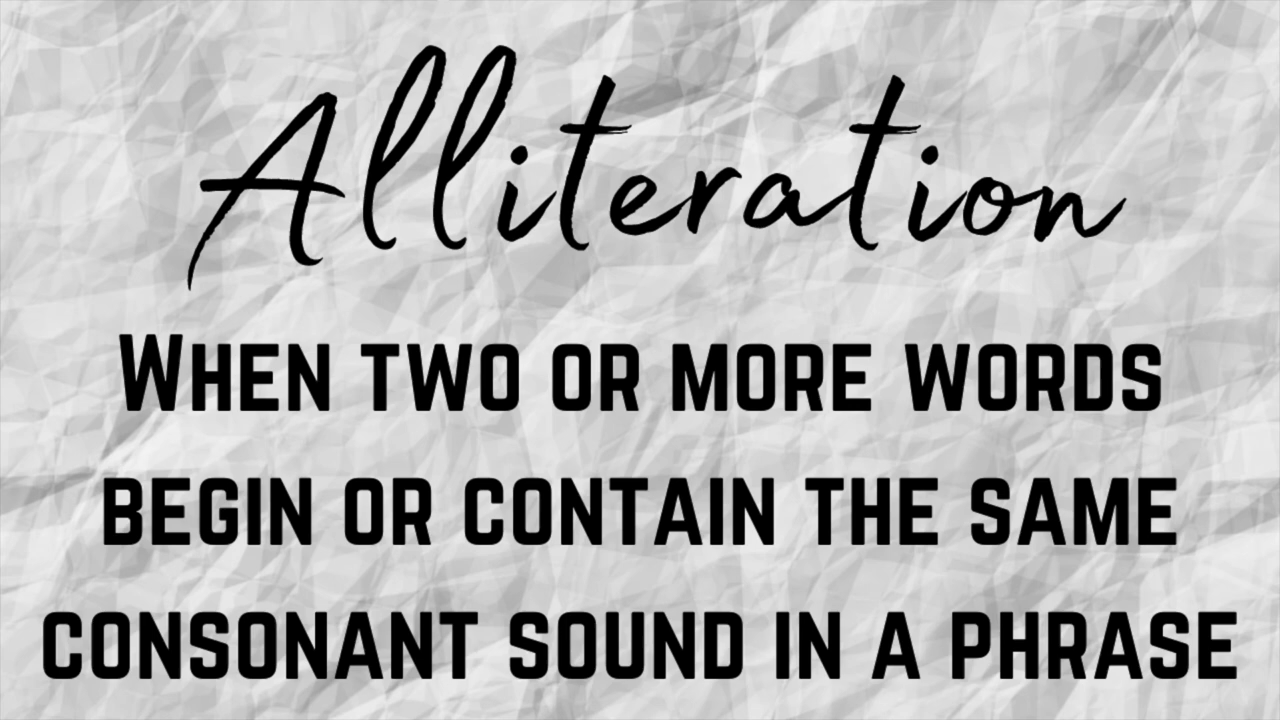 Alliteration
When two or more words
begin or contain the same
consonant sound in a phrase